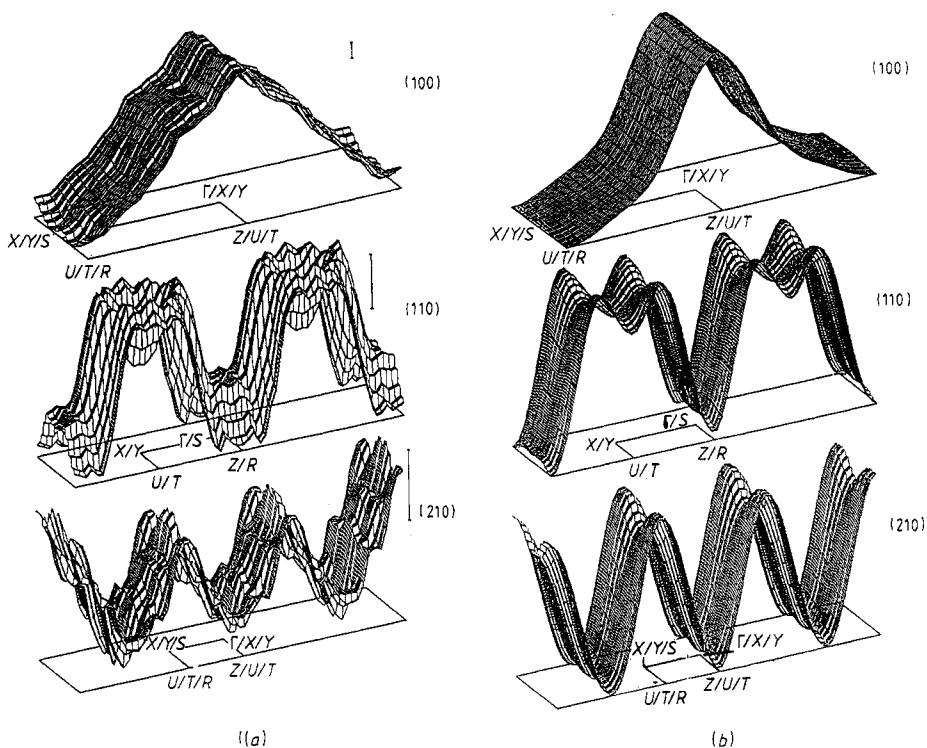 (100)
Γ/X/Y
X/Y/S
Z/U/T
U/T/R
(110)
Γ/S
X/Y
Z/R
U/T
(210)
X/Y/S
Γ/X/Y
Z/U/T
U/T/R
((a)
(100)
Γ/X/Y
X/Y/S
Z/U/T
U/T/R
(110)
Γ/S
X/Y
Z/R
U/T
(210)
X/Y/S
Γ/X/Y
Z/U/T
U/T/R
(b)